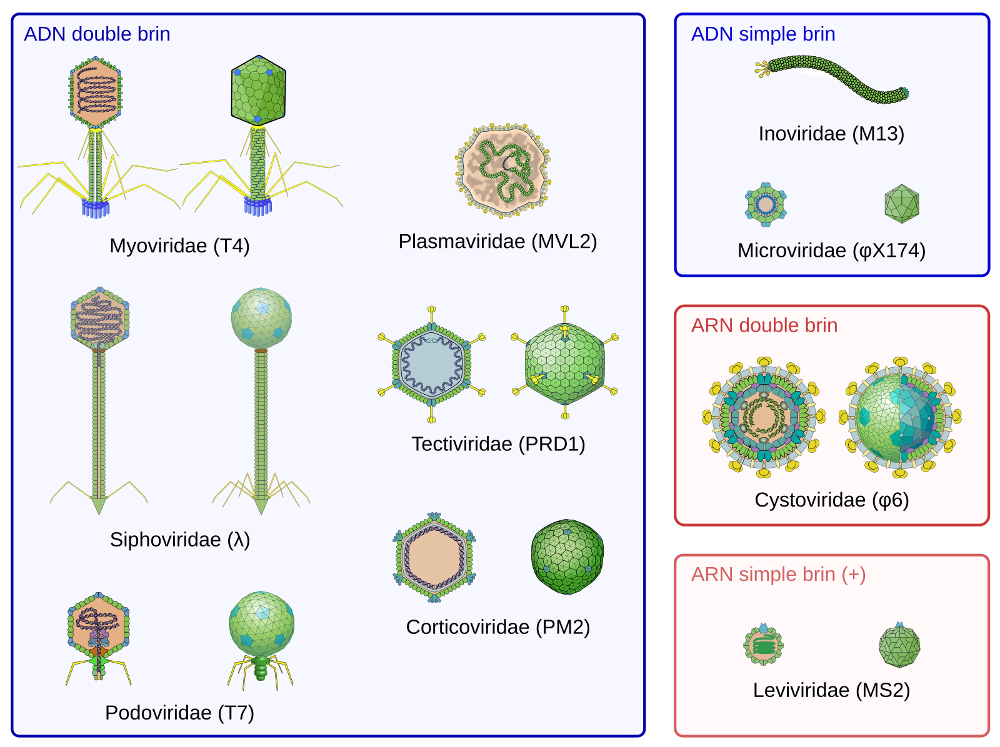 ADN double brin
Myoviridae (T4)
Plasmaviridae (MVL2)
Siphoviridae (λ)
Tectiviridae (PRD1)
Corticoviridae (PM2)
Podoviridae (T7)
ADN simple brin
Inoviridae (M13)
Microviridae (φX174)
ARN double brin
Cystoviridae (φ6)
ARN simple brin (+)
Leviviridae (MS2)